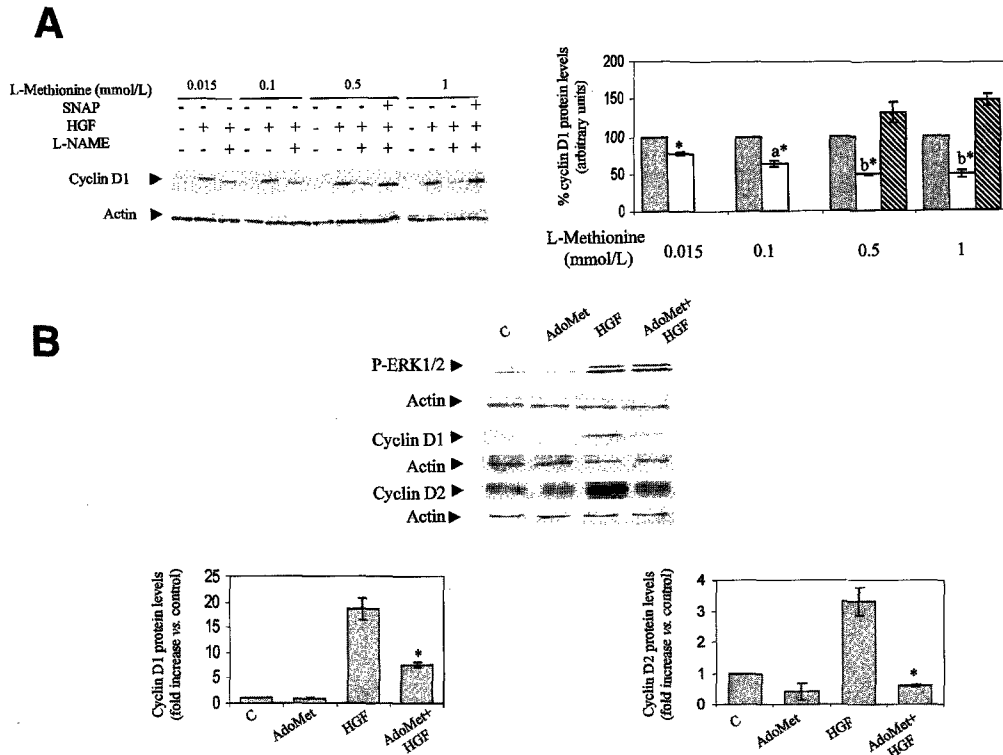 A
L-Methionine (mmol/L) 0.015 0.1 0.5 1
SNAP - - - - - - - - - + - - - +
HGF - + + - + + - + + + - + + +
L-NAME - - + - - + - - + + - - + +
Cyclin D1
Actin
% cyclin D1 protein levels
(arbitrary units)
200
150
100
50
0
*
a*
b*
b*
L-Methionine
(mmol/L)
0.015 0.1 0.5 1
B
C AdoMet HGF AdoMet+
HGF
P-ERK1/2
Actin
Cyclin D1
Actin
Cyclin D2
Actin
Cyclin D1 protein levels
(fold increase vs. control)
25
20
15
10
5
0
*
C AdoMet HGF AdoMet+
HGF
Cyclin D2 protein levels
(fold increase vs. control)
4
3
2
1
0
*
C AdoMet HGF AdoMet+
HGF